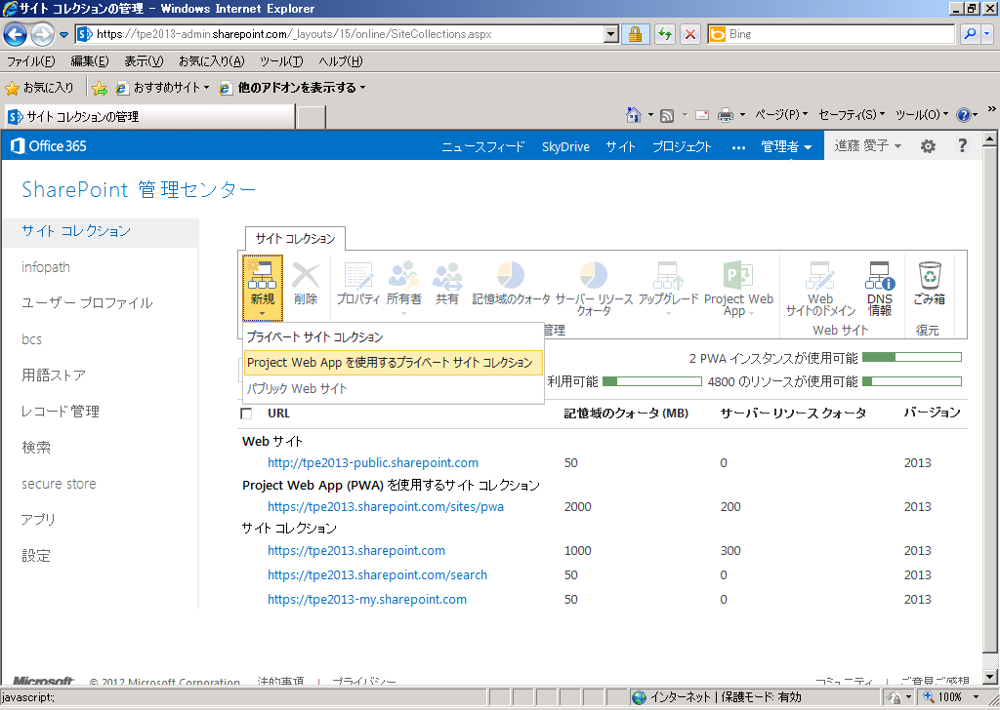 サイト コレクションの管理 - Windows Internet Explorer
https://tpe2013-admin.sharepoint.com/_layouts/15/online/SiteCollections.aspx
Bing
ファイル(F) 編集(E) 表示(V) お気に入り(A) ツール(T) ヘルプ(H)
お気に入り おすすめサイト 他のアドオンを表示する
サイト コレクションの管理
ページ(P) セーフティ(S) ツール(O)
Office 365
ニュースフィード SkyDrive サイト プロジェクト ••• 管理者 進藤 愛子 ?
SharePoint 管理センター
サイト コレクション
infopath
ユーザー プロファイル
bcs
用語ストア
レコード管理
検索
secure store
アプリ
設定
サイト コレクション
新規 削除 プロパティ 所有者 共有 記憶域のクォータ サーバー リソース クォータ アップグレード Project Web App Web サイトのドメイン DNS 情報 ごみ箱
管理 Web サイト 復元
プライベート サイト コレクション
Project Web App を使用するプライベート サイト コレクション
パブリック Web サイト
2 PWA インスタンスが使用可能
利用可能 4800 のリソースが使用可能
URL 記憶域のクォータ (MB) サーバー リソース クォータ バージョン
Web サイト
http://tpe2013-public.sharepoint.com 50 0 2013
Project Web App (PWA) を使用するサイト コレクション
https://tpe2013.sharepoint.com/sites/pwa 2000 200 2013
サイト コレクション
https://tpe2013.sharepoint.com 1000 300 2013
https://tpe2013.sharepoint.com/search 50 0 2013
https://tpe2013-my.sharepoint.com 50 0 2013
Microsoft © 2012 Microsoft Corporation 法的事項 | プライバシー コミュニティ | ご意見ご感想
javascript:; インターネット | 保護モード: 有効 100%